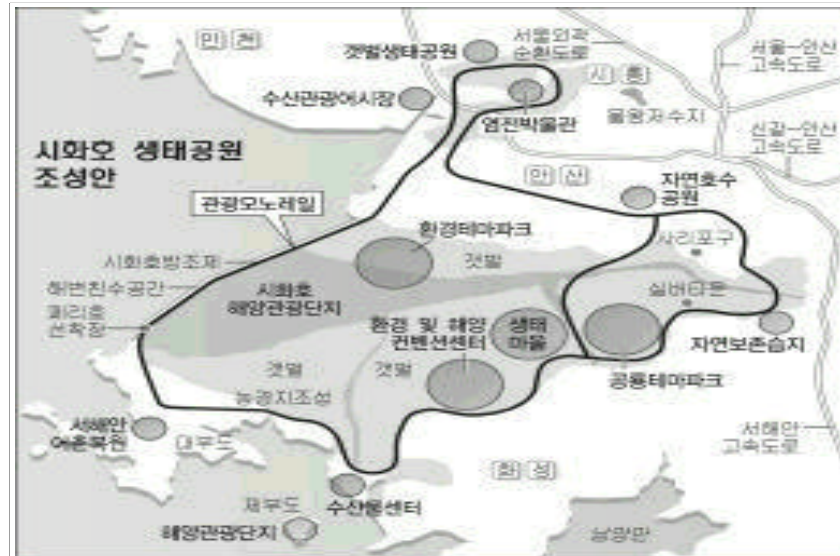 인천
갯벌생태공원
서울외곽
순환도로
서울-안산
고속도로
시흥
수산관광어시장
염전박물관
물왕저수지
신갈-안산
고속도로
시화호 생태공원
조성안
안산
자연호수
공원
관광모노레일
환경테마파크
사리포구
시화호방조제
갯벌
해변친수공간
시화호
해양관광단지
실버타운
페리호
선착장
환경 및 해양
컨벤션센터
생태
마을
자연보존습지
갯벌
갯벌
공룡테마파크
농경지조성
서해안
어촌복원
대부도
서해안
고속도로
화성
제부도
수산물센터
해양관광단지
남양만